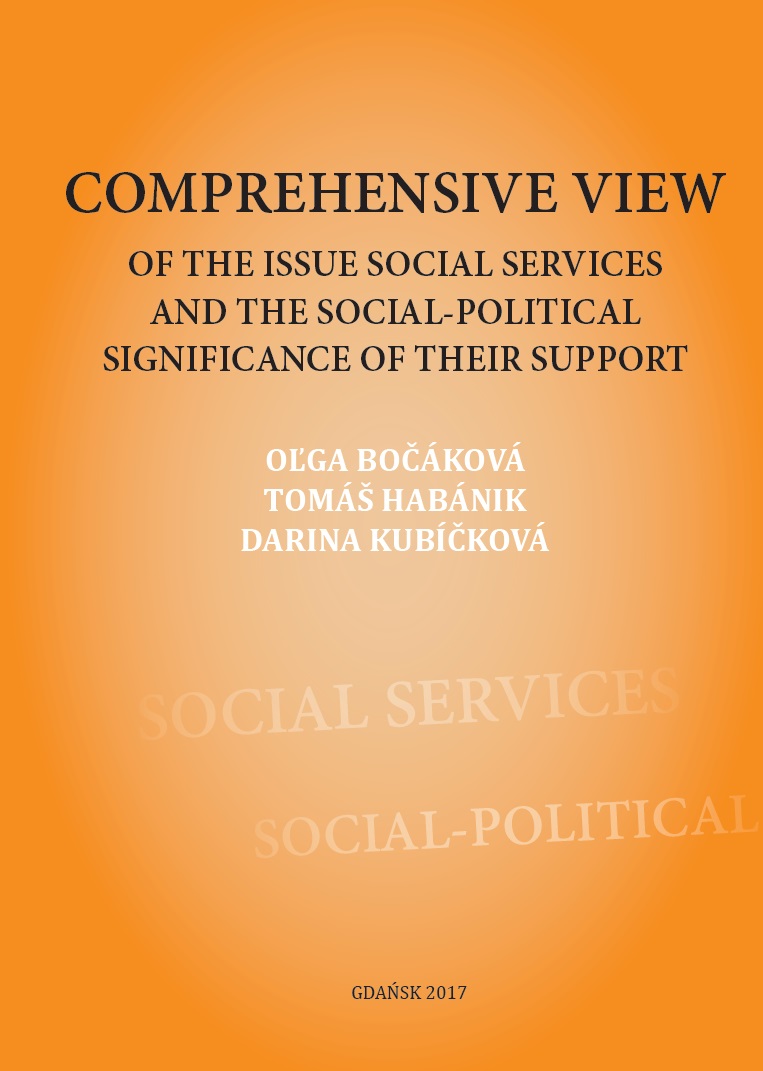 COMPREHENSIVE VIEW
OF THE ISSUE SOCIAL SERVICES
AND THE SOCIAL-POLITICAL
SIGNIFICANCE OF THEIR SUPPORT
OĽGA BOČÁKOVÁ
TOMÁŠ HABÁNIK
DARINA KUBÍČKOVÁ
SOCIAL SERVICES
SOCIAL-POLITICAL
GDAŃSK 2017